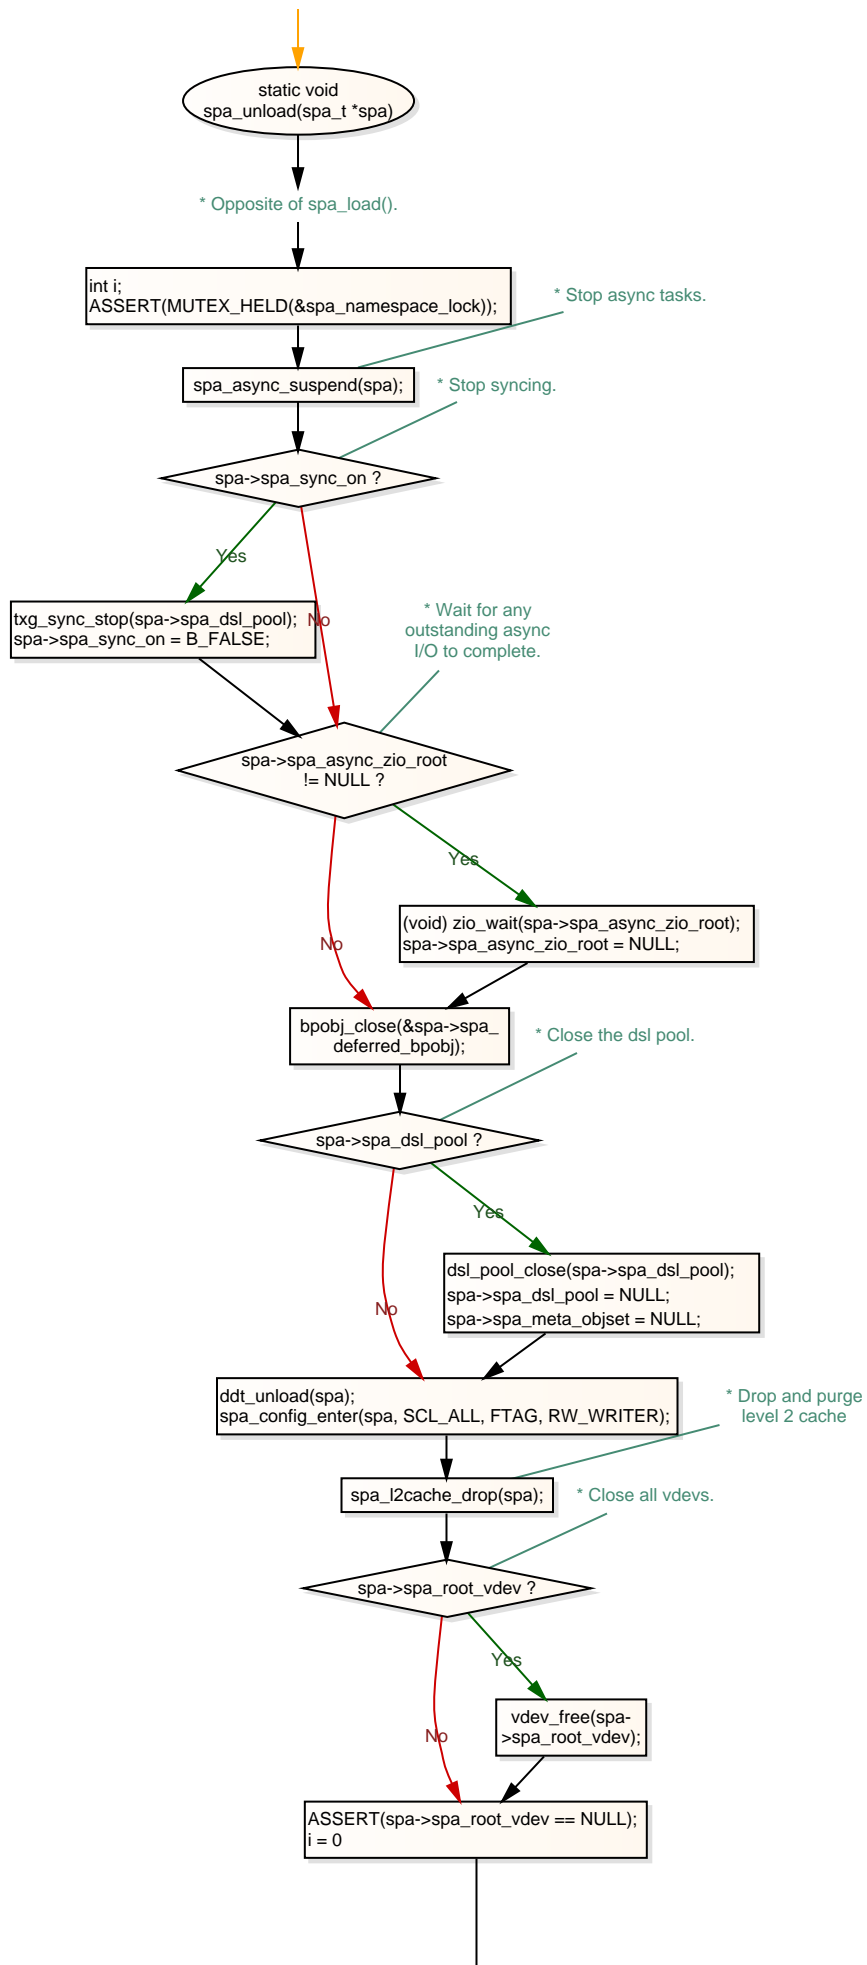 static void
spa_unload(spa_t *spa)
* Opposite of spa_load().
int i;
ASSERT(MUTEX_HELD(&spa_namespace_lock));
* Stop async tasks.
spa_async_suspend(spa);
* Stop syncing.
spa->spa_sync_on ?
Yes
No
txg_sync_stop(spa->spa_dsl_pool);
spa->spa_sync_on = B_FALSE;
* Wait for any
outstanding async
I/O to complete.
spa->spa_async_zio_root
!= NULL ?
Yes
No
(void) zio_wait(spa->spa_async_zio_root);
spa->spa_async_zio_root = NULL;
bpobj_close(&spa->spa_
deferred_bpobj);
* Close the dsl pool.
spa->spa_dsl_pool ?
Yes
No
dsl_pool_close(spa->spa_dsl_pool);
spa->spa_dsl_pool = NULL;
spa->spa_meta_objset = NULL;
ddt_unload(spa);
spa_config_enter(spa, SCL_ALL, FTAG, RW_WRITER);
* Drop and purge
level 2 cache
spa_l2cache_drop(spa);
* Close all vdevs.
spa->spa_root_vdev ?
Yes
No
vdev_free(spa-
>spa_root_vdev);
ASSERT(spa->spa_root_vdev == NULL);
i = 0